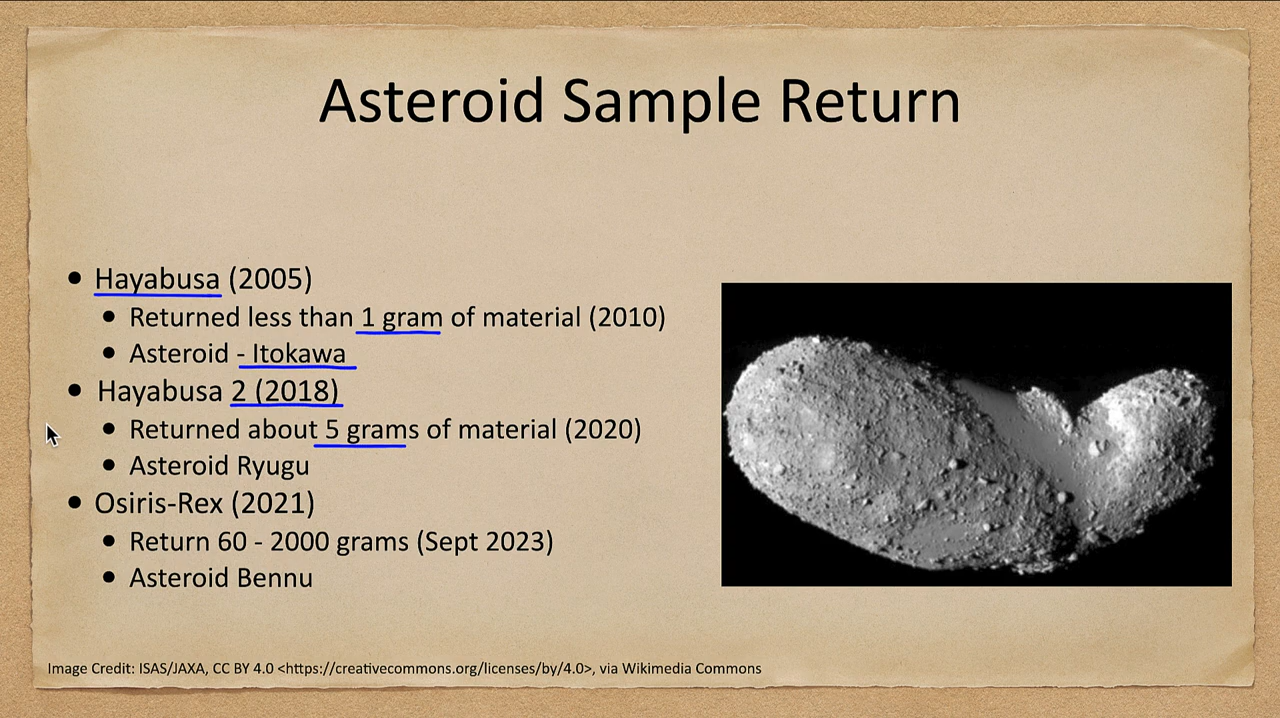 Asteroid Sample Return
• Hayabusa (2005)
• Returned less than 1 gram of material (2010)
• Asteroid - Itokawa
• Hayabusa 2 (2018)
• Returned about 5 grams of material (2020)
• Asteroid Ryugu
• Osiris-Rex (2021)
• Return 60 - 2000 grams (Sept 2023)
• Asteroid Bennu
Image Credit: ISAS/JAXA, CC BY 4.0 <https://creativecommons.org/licenses/by/4.0>, via Wikimedia Commons